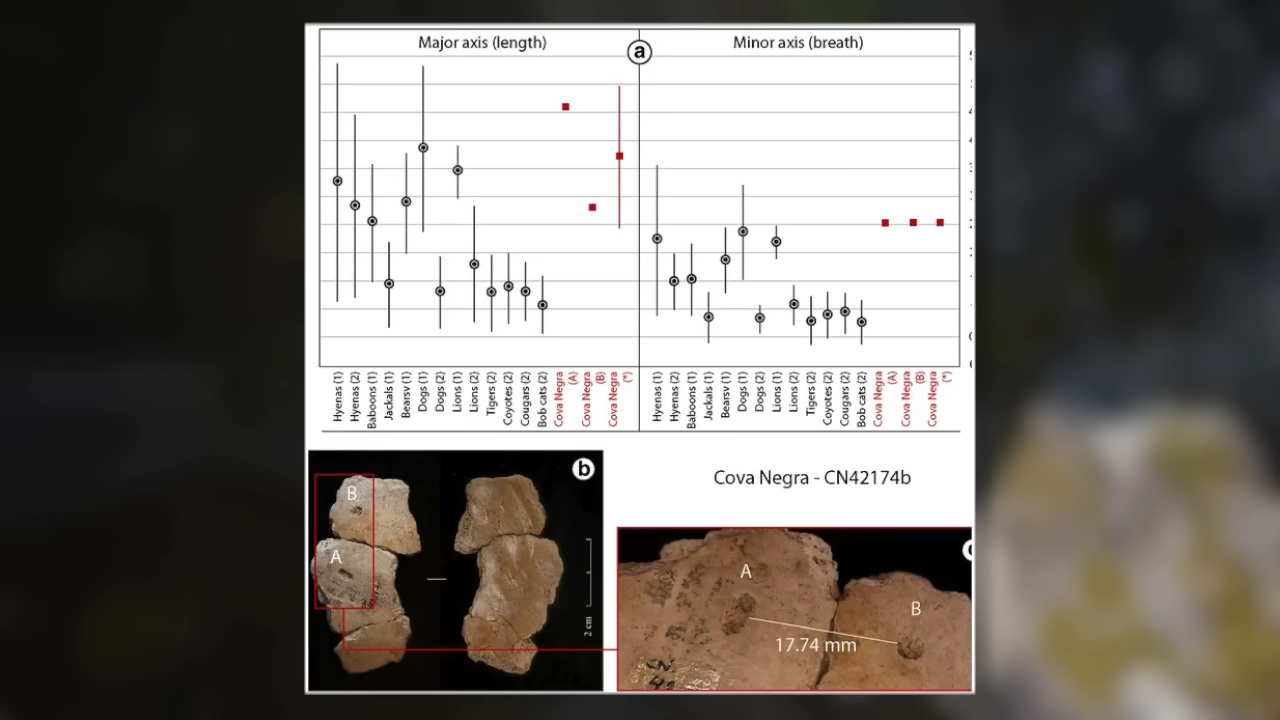 Major axis (length)
a
Minor axis (breath)
Hyenas (1)
Hyenas (2)
Baboons (1)
Jackals (1)
Bearsv (1)
Dogs (1)
Dogs (2)
Lions (1)
Lions (2)
Tigers (2)
Coyotes (2)
Cougars (2)
Bob cats (2)
Cova Negra
(A)
Cova Negra
(B)
Cova Negra
(*)
Hyenas (1)
Hyenas (2)
Baboons (1)
Jackals (1)
Bearsv (1)
Dogs (1)
Dogs (2)
Lions (1)
Lions (2)
Tigers (2)
Coyotes (2)
Cougars (2)
Bob cats (2)
Cova Negra
(A)
Cova Negra
(B)
Cova Negra
(*)
b
B
A
2 cm
Cova Negra - CN42174b
A
B
17.74 mm
CN